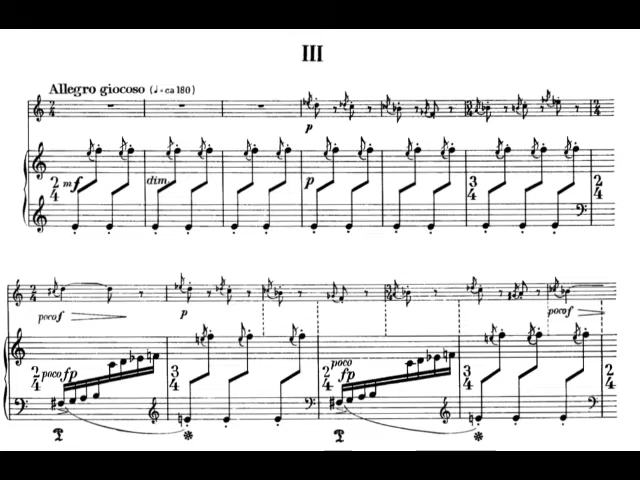 III
Allegro giocoso (♩ = ca 180)
p
mf dim p
poco f p poco f
poco fp poco fp